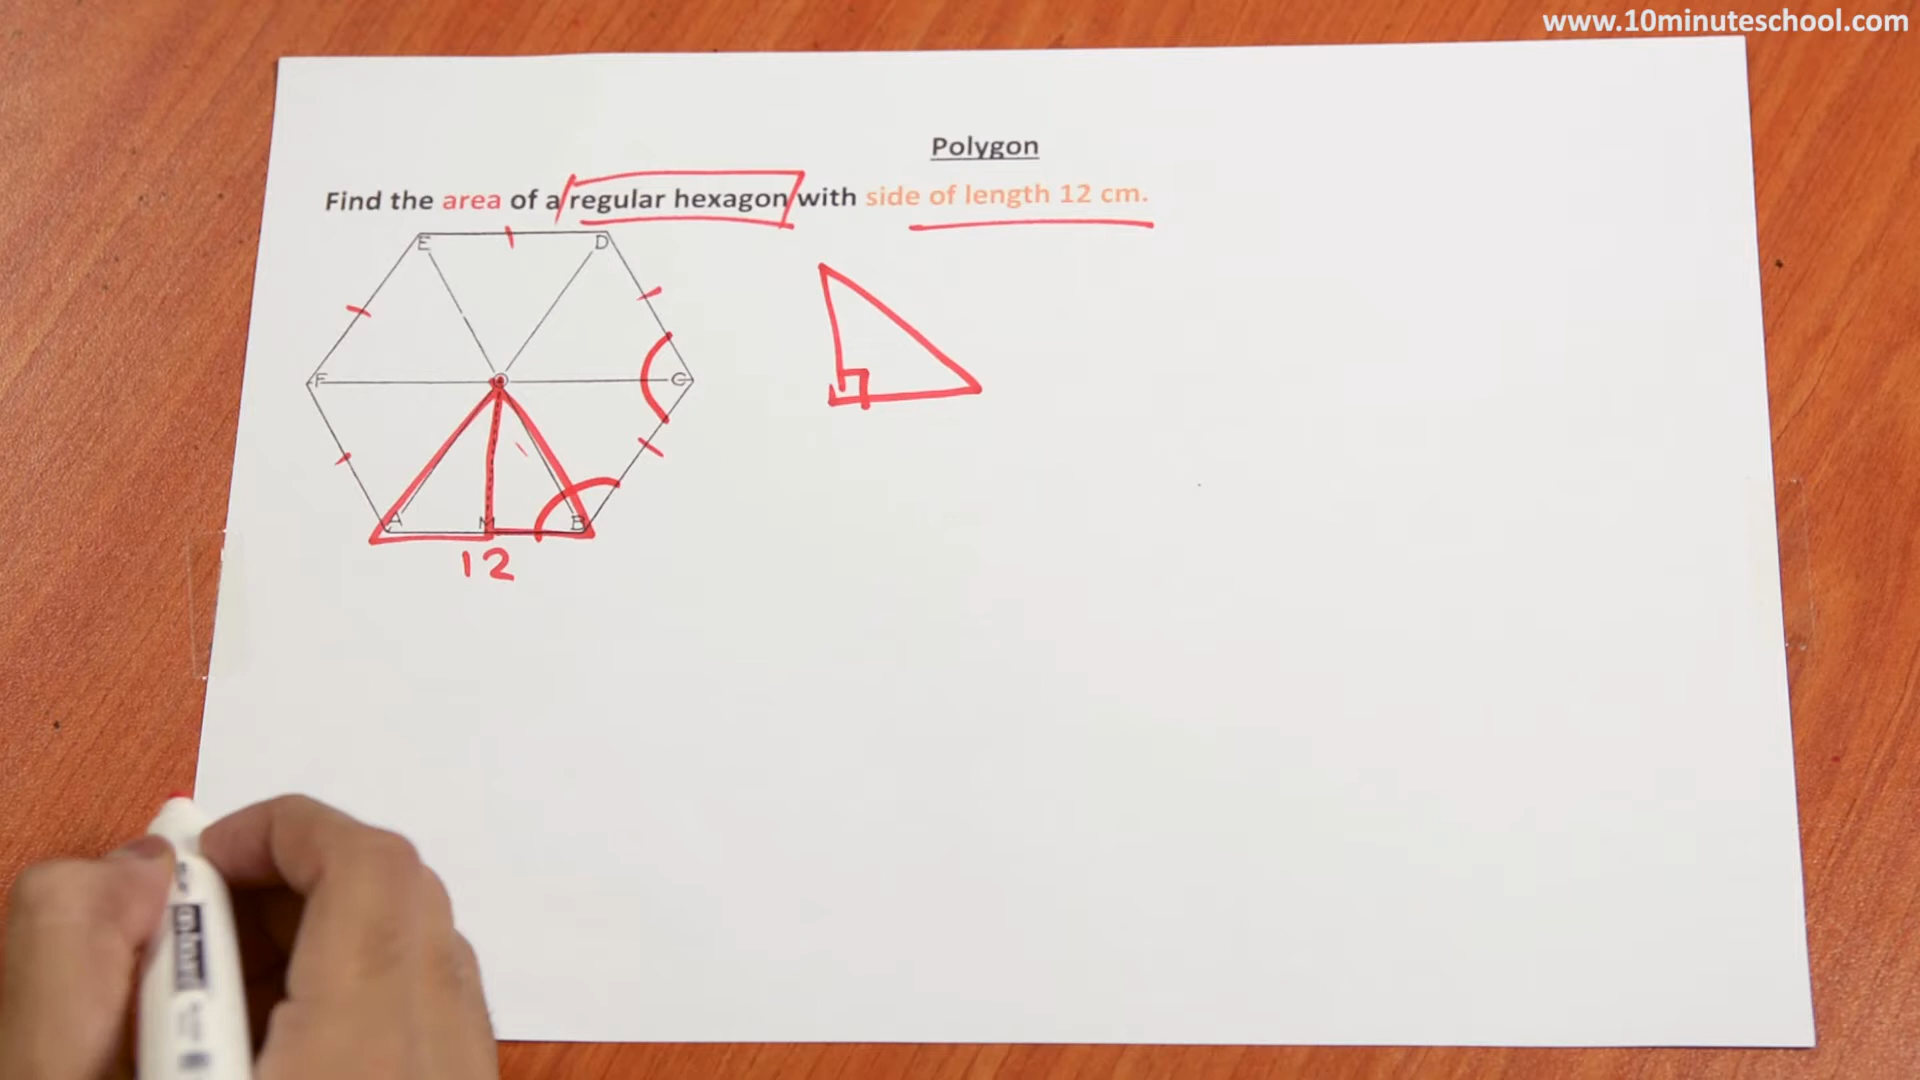 www.10minuteschool.com
Polygon
Find the area of a regular hexagon with side of length 12 cm.
E D
F O C
A M B
12